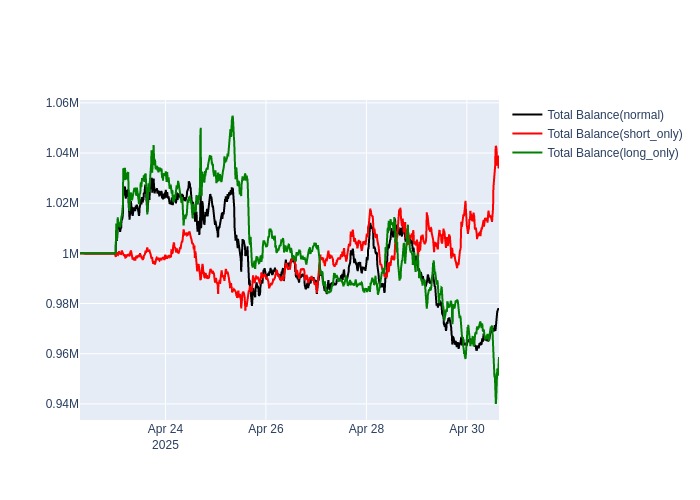 1.06M
1.04M
1.02M
1M
0.98M
0.96M
0.94M
Apr 24
2025
Apr 26
Apr 28
Apr 30
Total Balance(normal)
Total Balance(short_only)
Total Balance(long_only)